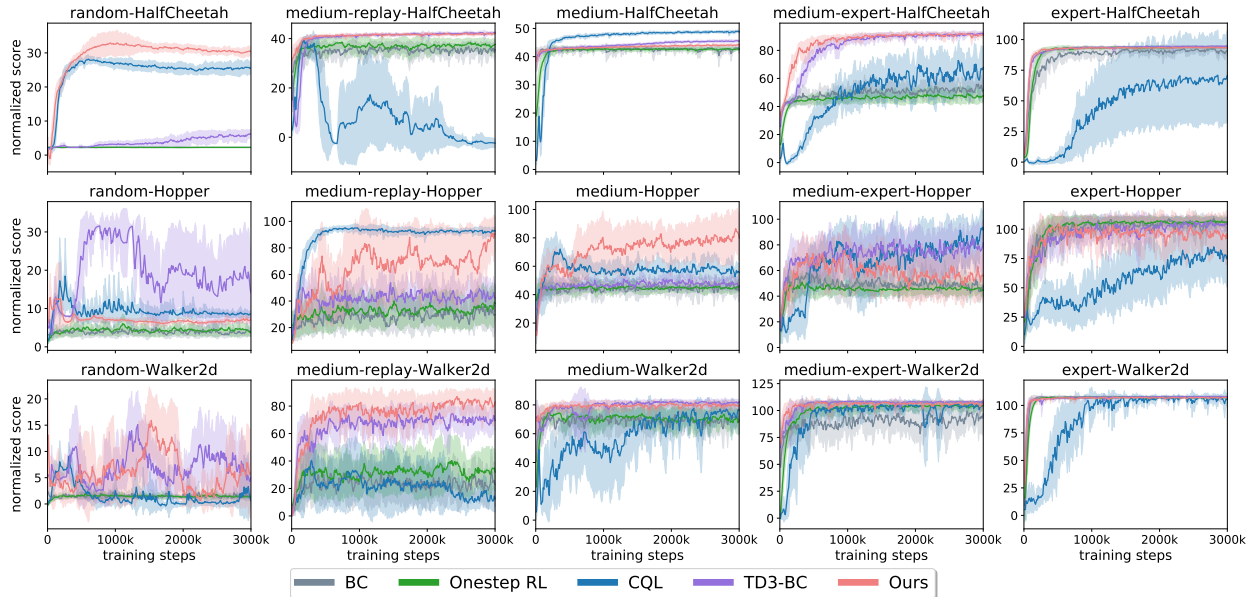 random-HalfCheetah medium-replay-HalfCheetah medium-HalfCheetah medium-expert-HalfCheetah expert-HalfCheetah
normalized score
0 10 20 30
0 20 40
0 10 20 30 40 50
0 20 40 60 80
0 25 50 75 100
random-Hopper medium-replay-Hopper medium-Hopper medium-expert-Hopper expert-Hopper
normalized score
0 10 20 30
20 40 60 80 100
20 40 60 80 100
0 20 40 60 80 100
0 25 50 75 100
random-Walker2d medium-replay-Walker2d medium-Walker2d medium-expert-Walker2d expert-Walker2d
normalized score
0 5 10 15 20
0 20 40 60 80
0 20 40 60 80
0 25 50 75 100 125
0 25 50 75 100
0 1000k 2000k 3000k 0 1000k 2000k 3000k 0 1000k 2000k 3000k 0 1000k 2000k 3000k 0 1000k 2000k 3000k
training steps training steps training steps training steps training steps
BC Onestep RL CQL TD3-BC Ours